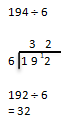 194 ÷ 6
3 2
6 1 9 ¹2
192 ÷ 6
= 32